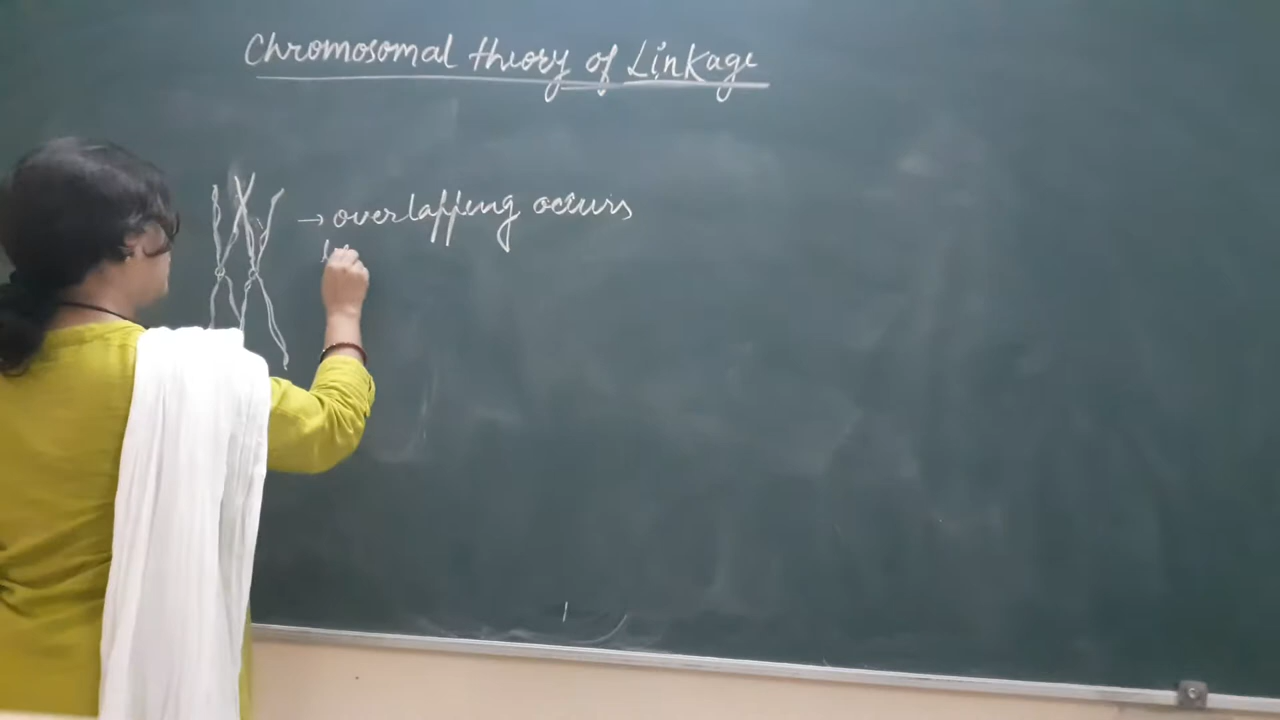 Chromosomal theory of Linkage
→ overlapping occurs